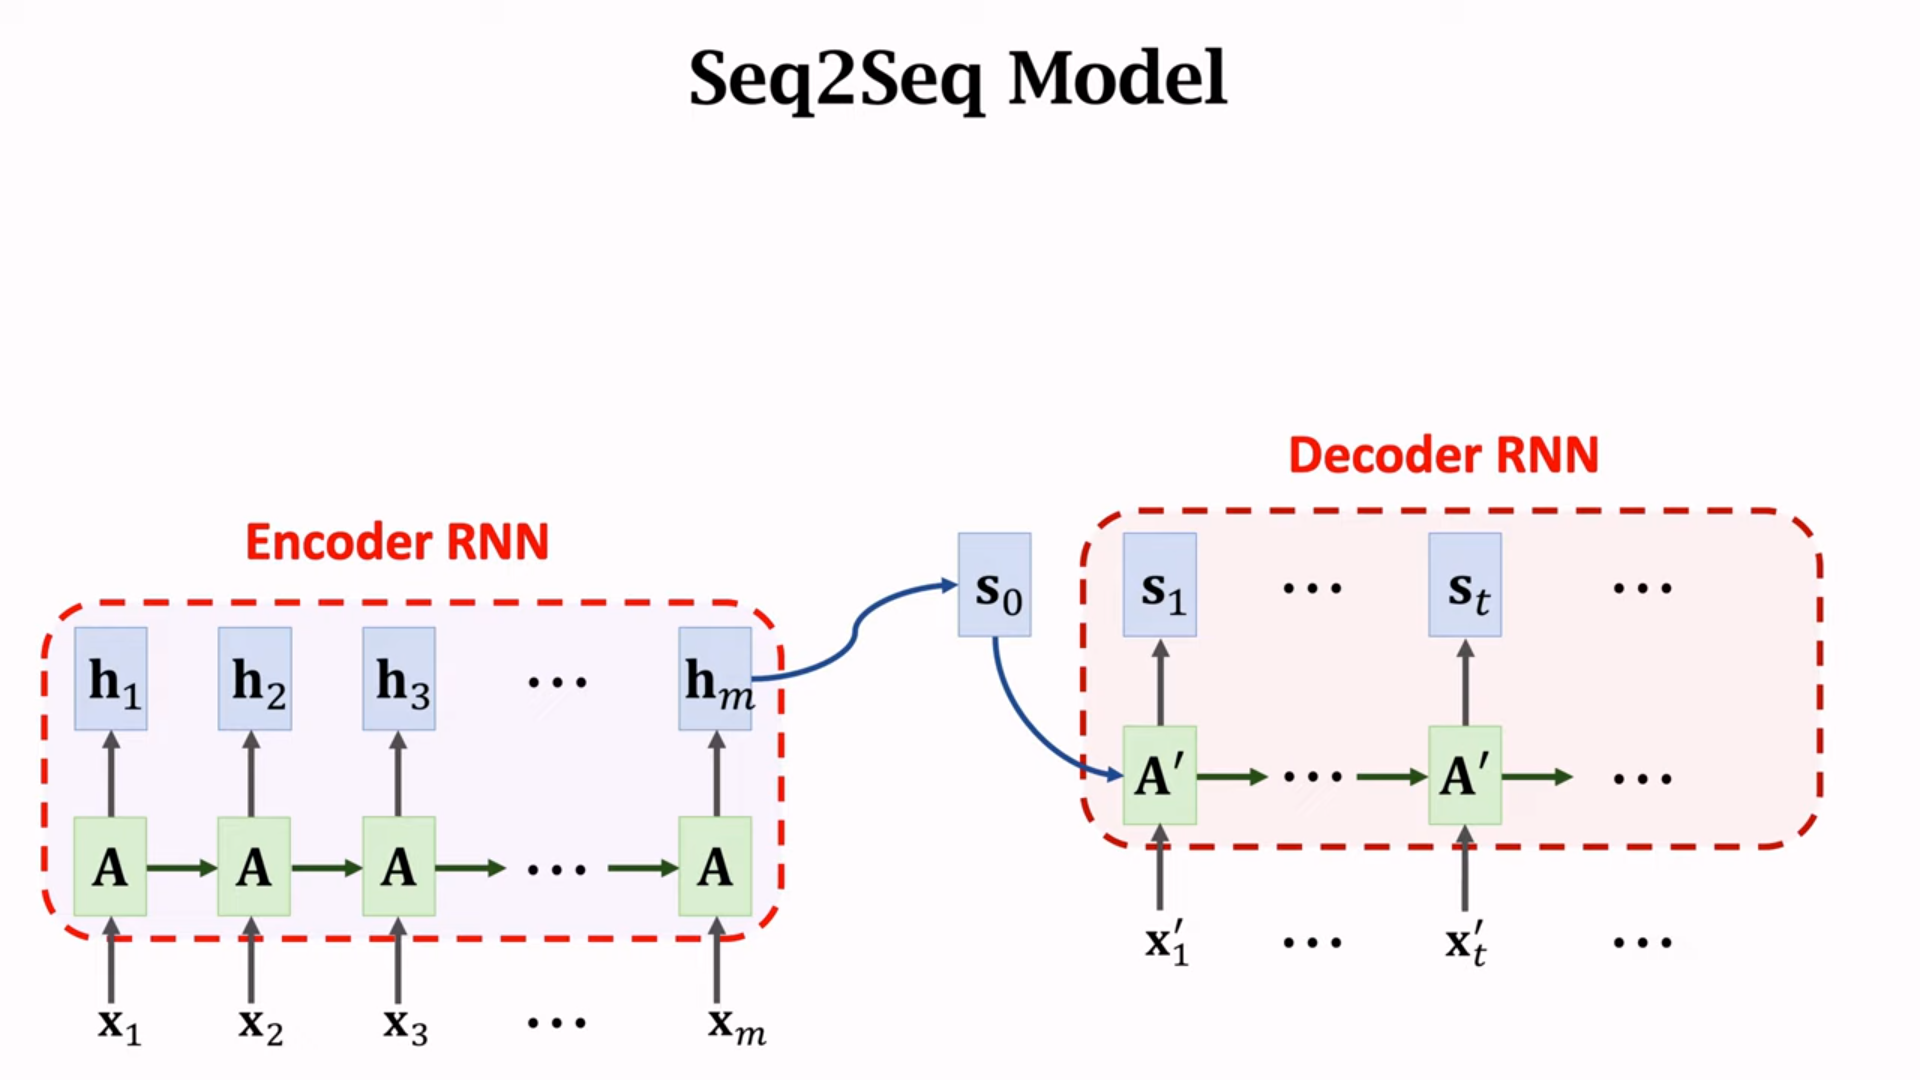 Seq2Seq Model
Decoder RNN
Encoder RNN
s₀ s₁ ... sₜ ...
h₁ h₂ h₃ ... hₘ
A′ ... A′ ...
A A A ... A
x′₁ ... x′ₜ ...
x₁ x₂ x₃ ... xₘ